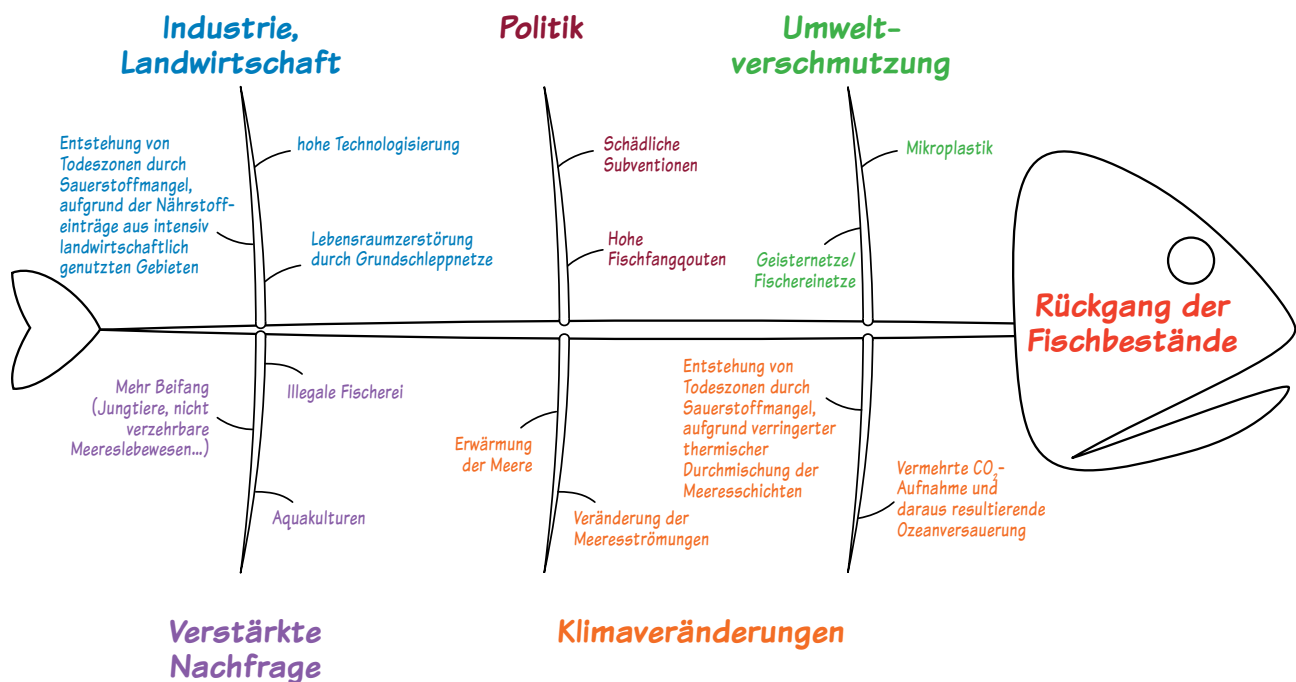 Industrie,
Landwirtschaft
Politik
Umwelt-
verschmutzung
Entstehung von
Todeszonen durch
Sauerstoffmangel,
aufgrund der Nährstoff-
einträge aus intensiv
landwirtschaftlich
genutzten Gebieten
hohe Technologisierung
Lebensraumzerstörung
durch Grundschleppnetze
Schädliche
Subventionen
Hohe
Fischfangqouten
Mikroplastik
Geisternetze/
Fischereinetze
Rückgang der
Fischbestände
Mehr Beifang
(Jungtiere, nicht
verzehrbare
Meereslebewesen...)
Illegale Fischerei
Aquakulturen
Erwärmung
der Meere
Veränderung der
Meeresströmungen
Entstehung von
Todeszonen durch
Sauerstoffmangel,
aufgrund verringerter
thermischer
Durchmischung der
Meeresschichten
Vermehrte CO₂-
Aufnahme und
daraus resultierende
Ozeanversauerung
Verstärkte
Nachfrage
Klimaveränderungen